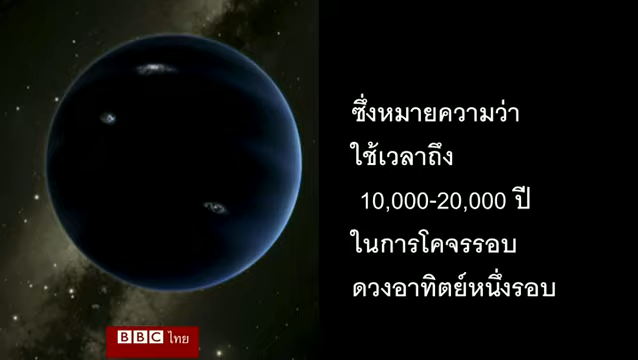 ซึ่งหมายความว่า
ใช้เวลาถึง
10,000-20,000 ปี
ในการโคจรรอบ
ดวงอาทิตย์หนึ่งรอบ
BBC ไทย